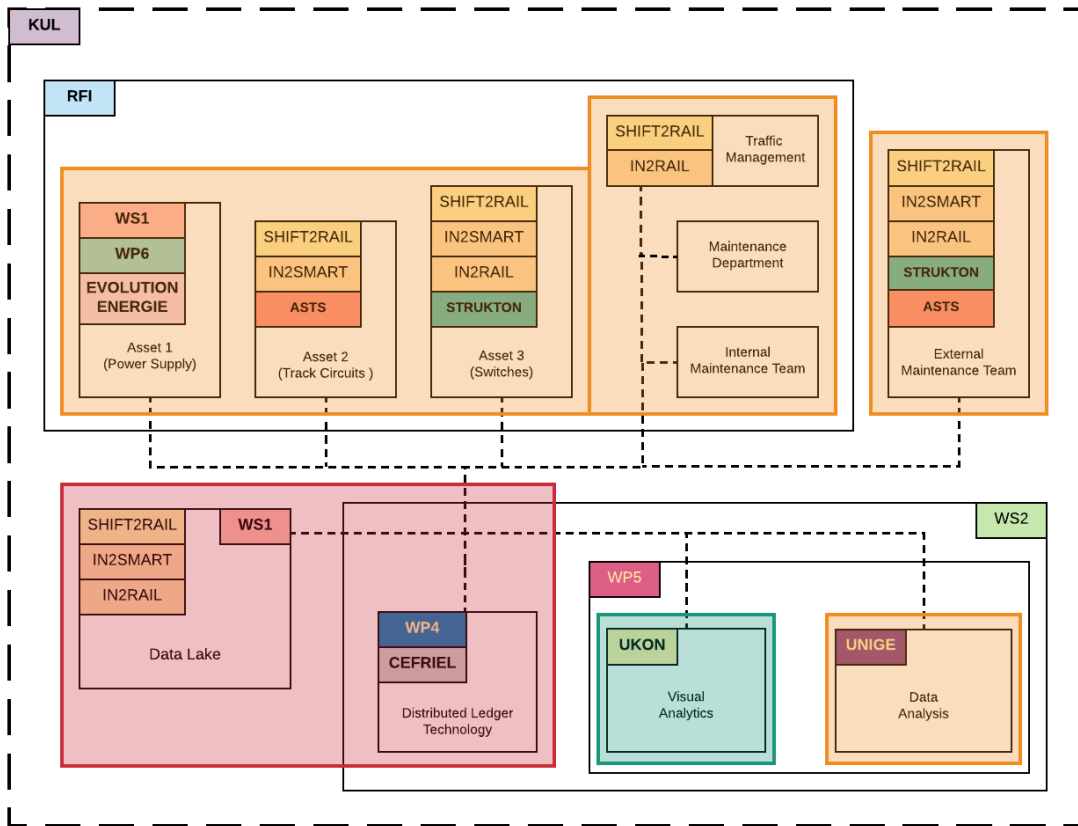 KUL
RFI
SHIFT2RAIL
IN2RAIL
Traffic
Management
Maintenance
Department
Internal
Maintenance Team
WS1
WP6
EVOLUTION
ENERGIE
Asset 1
(Power Supply)
SHIFT2RAIL
IN2SMART
ASTS
Asset 2
(Track Circuits )
SHIFT2RAIL
IN2SMART
IN2RAIL
STRUKTON
Asset 3
(Switches)
SHIFT2RAIL
IN2SMART
IN2RAIL
STRUKTON
ASTS
External
Maintenance Team
SHIFT2RAIL
IN2SMART
IN2RAIL
WS1
Data Lake
WS2
WP4
CEFRIEL
Distributed Ledger
Technology
WP5
UKON
Visual
Analytics
UNIGE
Data
Analysis